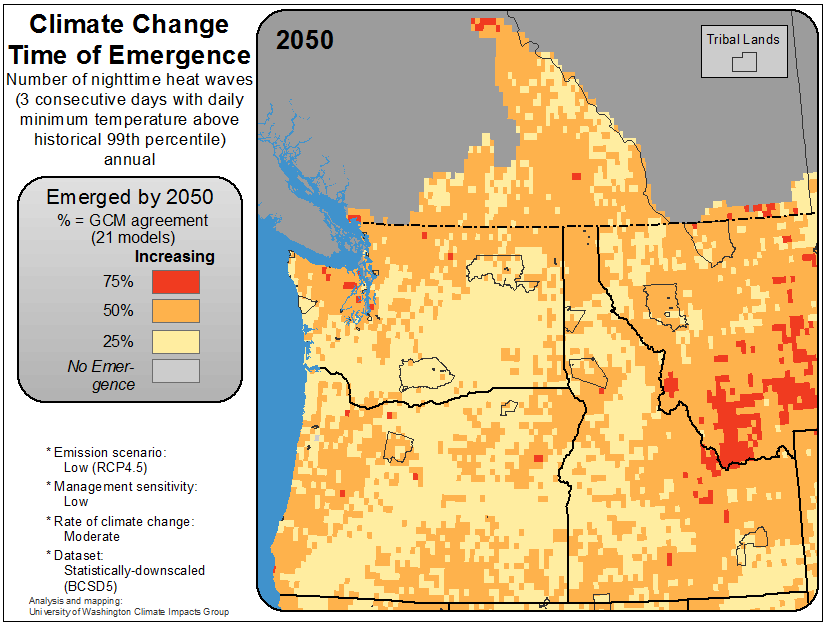 Climate Change
Time of Emergence
Number of nighttime heat waves
(3 consecutive days with daily
minimum temperature above
historical 99th percentile)
annual
Emerged by 2050
% = GCM agreement
(21 models)
Increasing
75%
50%
25%
No Emer-
gence
* Emission scenario:
Low (RCP4.5)
* Management sensitivity:
Low
* Rate of climate change:
Moderate
* Dataset:
Statistically-downscaled
(BCSD5)
Analysis and mapping:
University of Washington Climate Impacts Group
2050
Tribal Lands